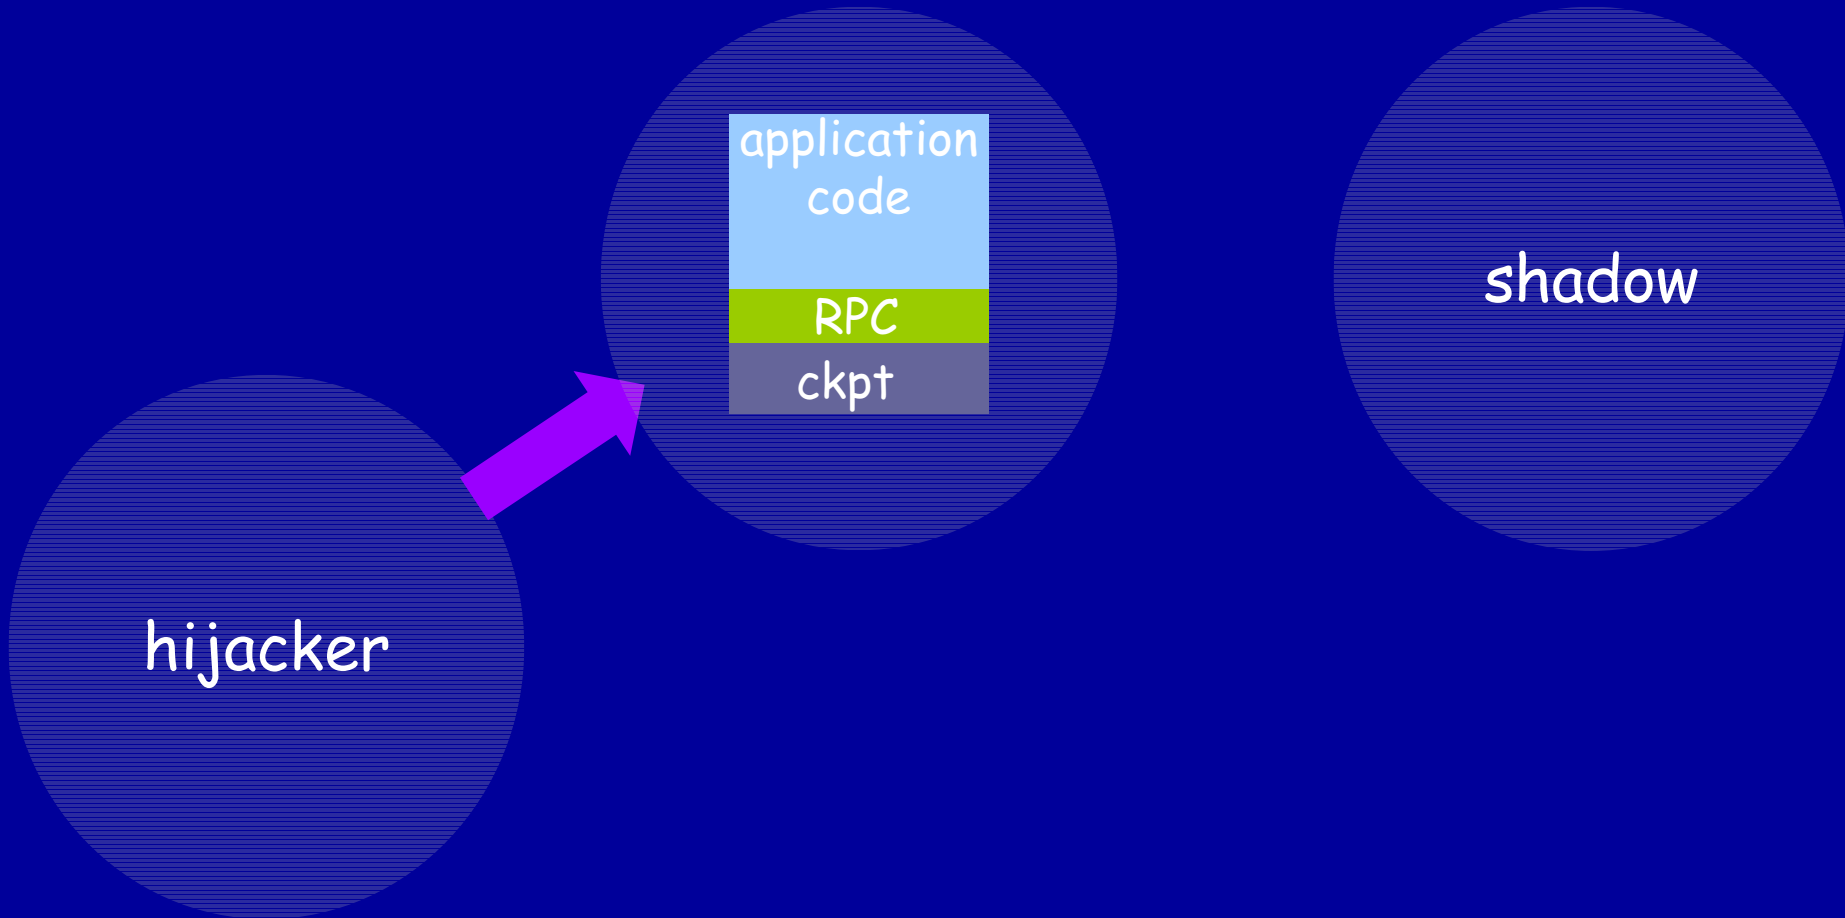 application
code
RPC
ckpt
shadow
hijacker